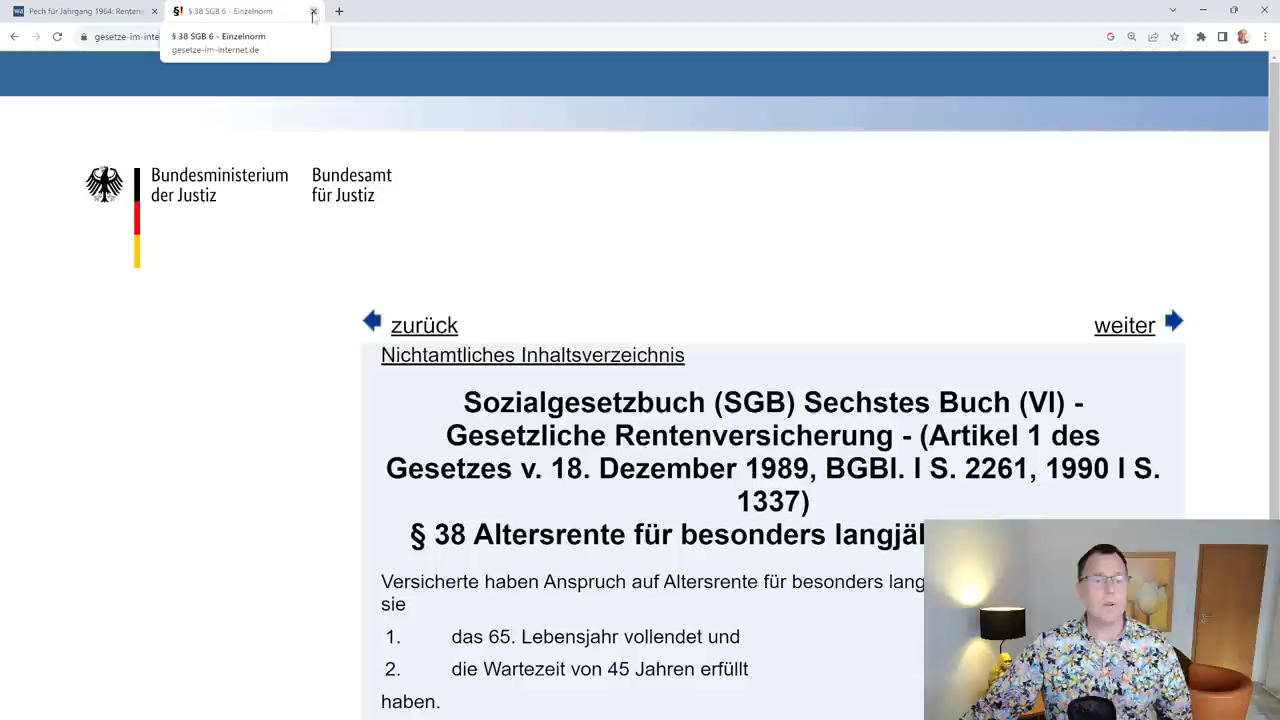 Pech für Jahrgang 1964: Rentene
§ 38 SGB 6 - Einzelnorm
gesetze-im-inte
§ 38 SGB 6 - Einzelnorm
gesetze-im-internet.de
Bundesministerium
der Justiz
Bundesamt
für Justiz
zurück
weiter
Nichtamtliches Inhaltsverzeichnis
Sozialgesetzbuch (SGB) Sechstes Buch (VI) -
Gesetzliche Rentenversicherung - (Artikel 1 des
Gesetzes v. 18. Dezember 1989, BGBl. I S. 2261, 1990 I S.
1337)
§ 38 Altersrente für besonders langjäl
Versicherte haben Anspruch auf Altersrente für besonders lang
sie
1. das 65. Lebensjahr vollendet und
2. die Wartezeit von 45 Jahren erfüllt
haben.